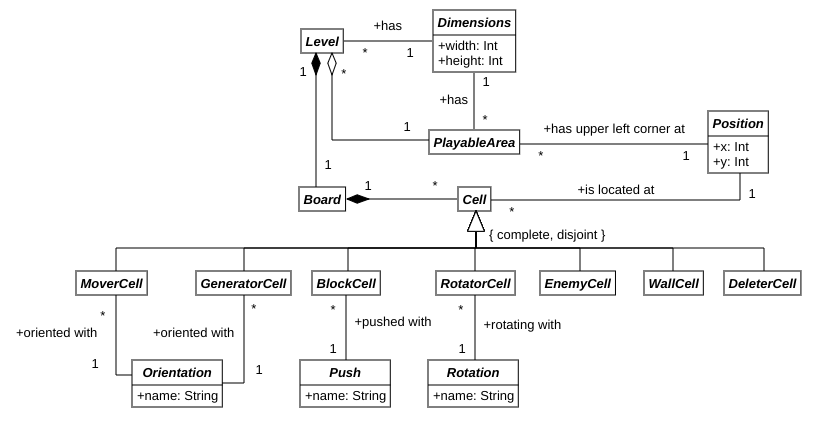 +has
Dimensions
Level
+width: Int
* 1
+height: Int
1 *
1
+has
1
*
+has upper left corner at
Position
PlayableArea
* 1
+x: Int
+y: Int
1
1 *
+is located at
1
Board
Cell
*
{ complete, disjoint }
MoverCell
GeneratorCell
BlockCell
RotatorCell
EnemyCell
WallCell
DeleterCell
* * * *
+oriented with
+oriented with
+pushed with
+rotating with
1 1 1 1
Orientation
Push
Rotation
+name: String
+name: String
+name: String